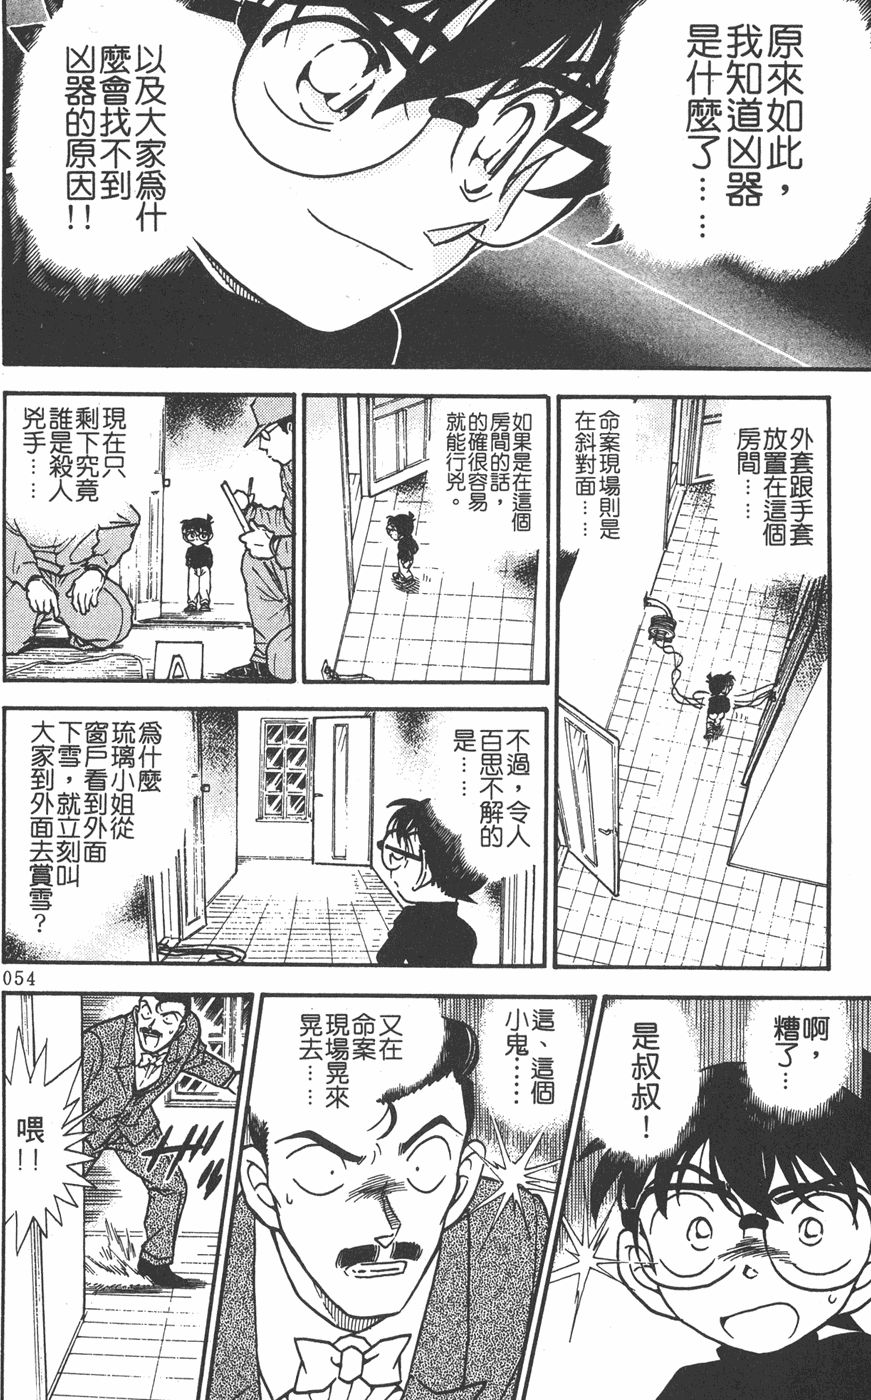 原來如此，
我知道凶器
是什麼了……
以及大家為什
麼會找不到
凶器的原因!!
外套跟手套
放置在這個
房間……
命案現場則是
在斜對面……
如果是在這個
房間的話，
的確很容易
就能行兇。
現在只
剩下究竟
誰是殺人
兇手……
不過，令人
百思不解的
是……
為什麼
琉璃小姐從
窗戶看到外面
下雪，就立刻叫
大家到外面去賞雪？
A
054
啊，
糟了…
是叔叔！
這、這個
小鬼……
又在
命案
現場晃來
晃去……
喂!!